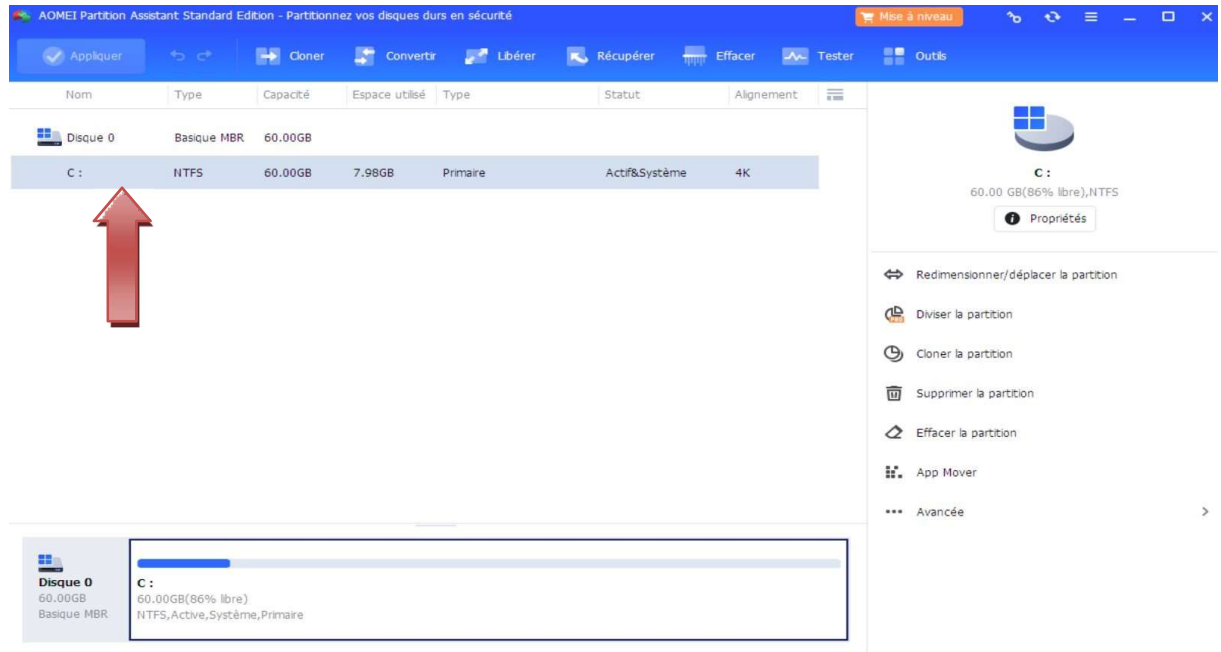 AOMEI Partition Assistant Standard Edition - Partitionnez vos disques durs en sécurité Mise à niveau
Appliquer Cloner Convertir Libérer Récupérer Effacer Tester Outils
Nom Type Capacité Espace utilisé Type Statut Alignement
Disque 0 Basique MBR 60.00GB
C : NTFS 60.00GB 7.98GB Primaire Actif&Système 4K
C :
60.00 GB(86% libre),NTFS
Propriétés
Redimensionner/déplacer la partition
PRO
Diviser la partition
Cloner la partition
Supprimer la partition
Effacer la partition
App Mover
Avancée
Disque 0
60.00GB
Basique MBR
C :
60.00GB(86% libre)
NTFS,Active,Système,Primaire